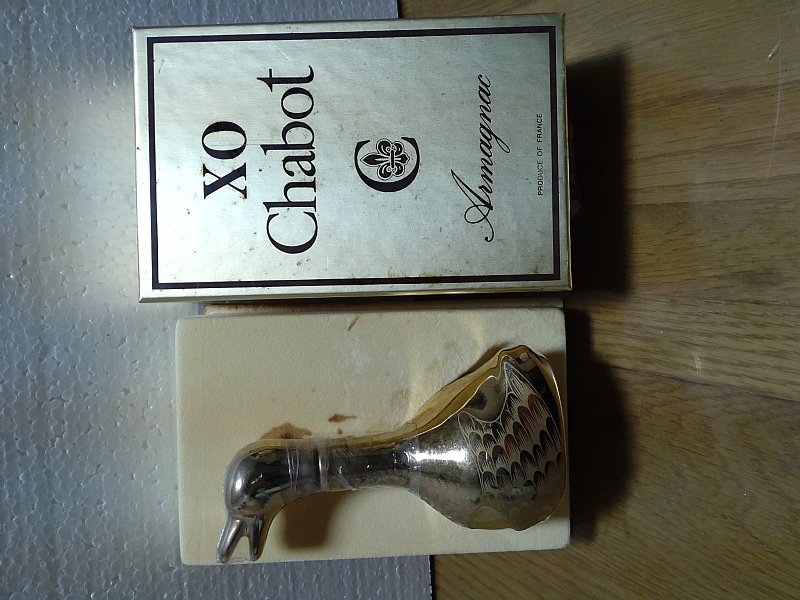 XO
Chabot
C
Armagnac
PRODUCE OF FRANCE